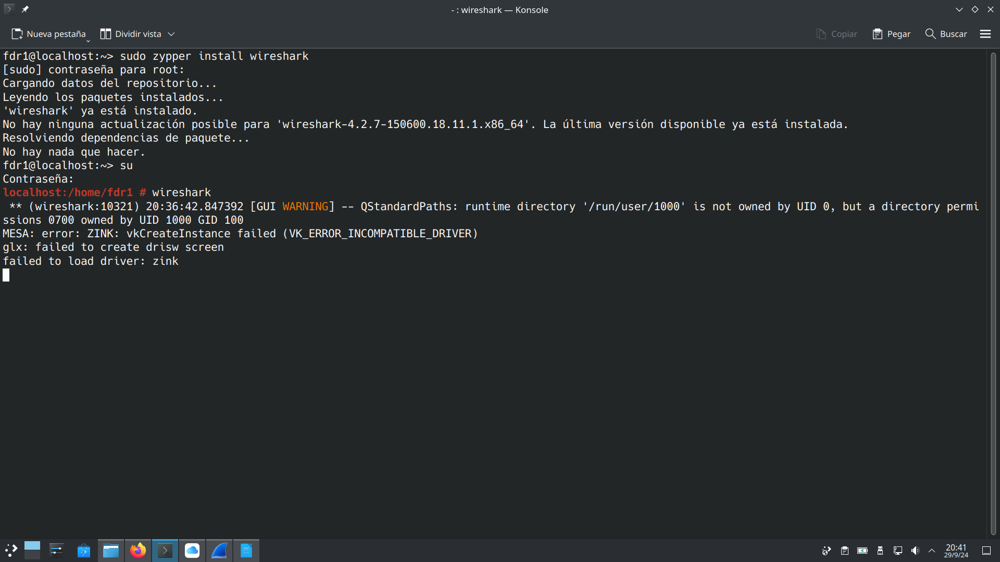 - : wireshark — Konsole
Nueva pestaña
Dividir vista
Copiar
Pegar
Buscar
fdr1@localhost:~> sudo zypper install wireshark
[sudo] contraseña para root:
Cargando datos del repositorio...
Leyendo los paquetes instalados...
'wireshark' ya está instalado.
No hay ninguna actualización posible para 'wireshark-4.2.7-150600.18.11.1.x86_64'. La última versión disponible ya está instalada.
Resolviendo dependencias de paquete...
No hay nada que hacer.
fdr1@localhost:~> su
Contraseña:
localhost:/home/fdr1 # wireshark
 ** (wireshark:10321) 20:36:42.847392 [GUI WARNING] -- QStandardPaths: runtime directory '/run/user/1000' is not owned by UID 0, but a directory permi
ssions 0700 owned by UID 1000 GID 100
MESA: error: ZINK: vkCreateInstance failed (VK_ERROR_INCOMPATIBLE_DRIVER)
glx: failed to create drisw screen
failed to load driver: zink
20:41
29/9/24